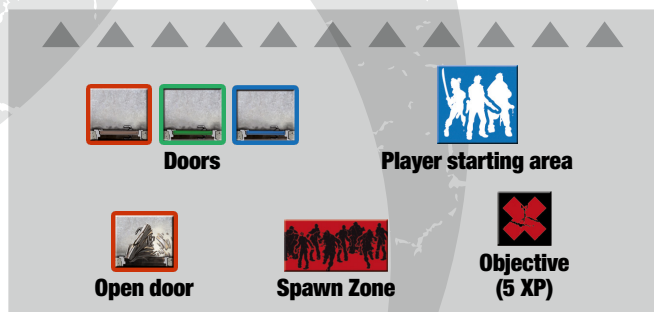 Doors
Player starting area
Open door
Spawn Zone
Objective
(5 XP)